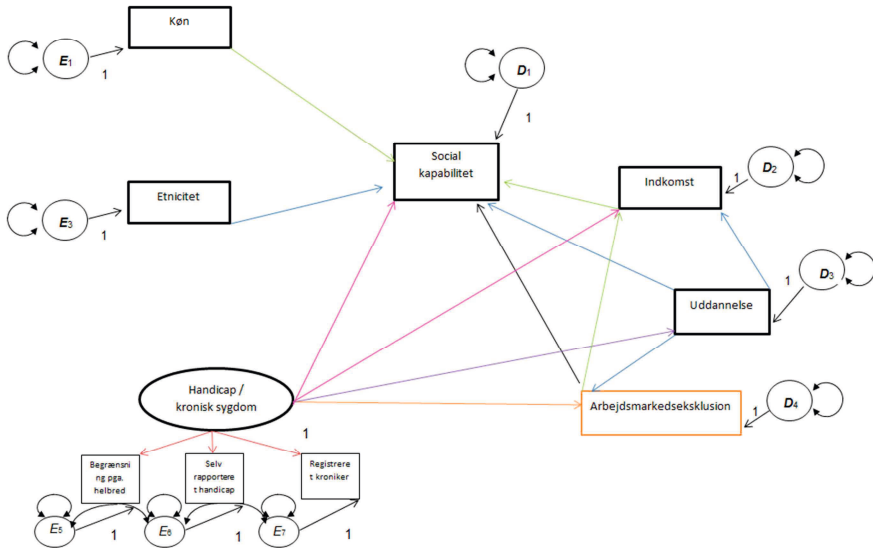 Køn
E1
1
D1
1
Social
kapabilitet
Indkomst
1
D2
Etnicitet
E3
1
D3
1
Uddannelse
Handicap /
kronisk sygdom
Arbejdsmarkedseksklusion
1
D4
1
Begrænsni
ng pga.
helbred
Selv
rapportere
t handicap
Registrere
t kroniker
E5
1
E6
1
E7
1